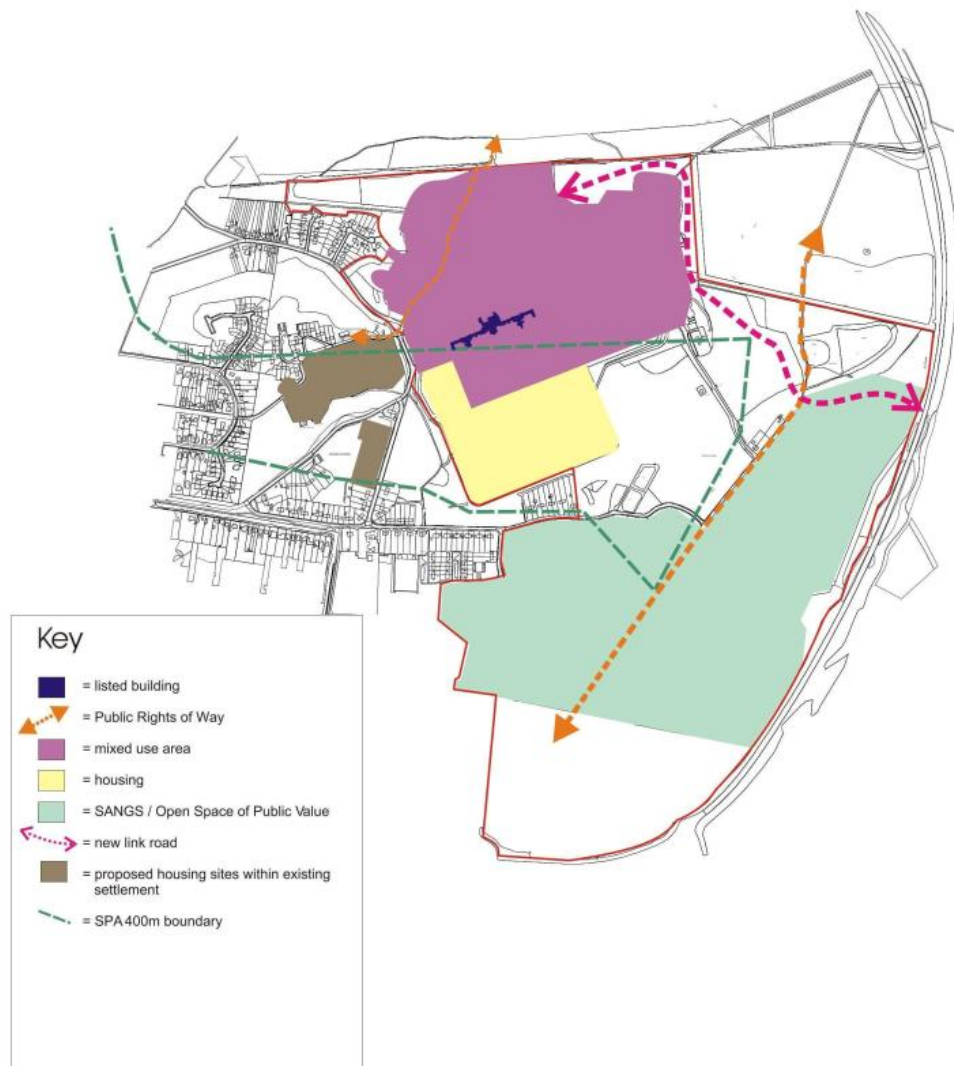 Key
= listed building
= Public Rights of Way
= mixed use area
= housing
= SANGS / Open Space of Public Value
= new link road
= proposed housing sites within existing
settlement
= SPA 400m boundary